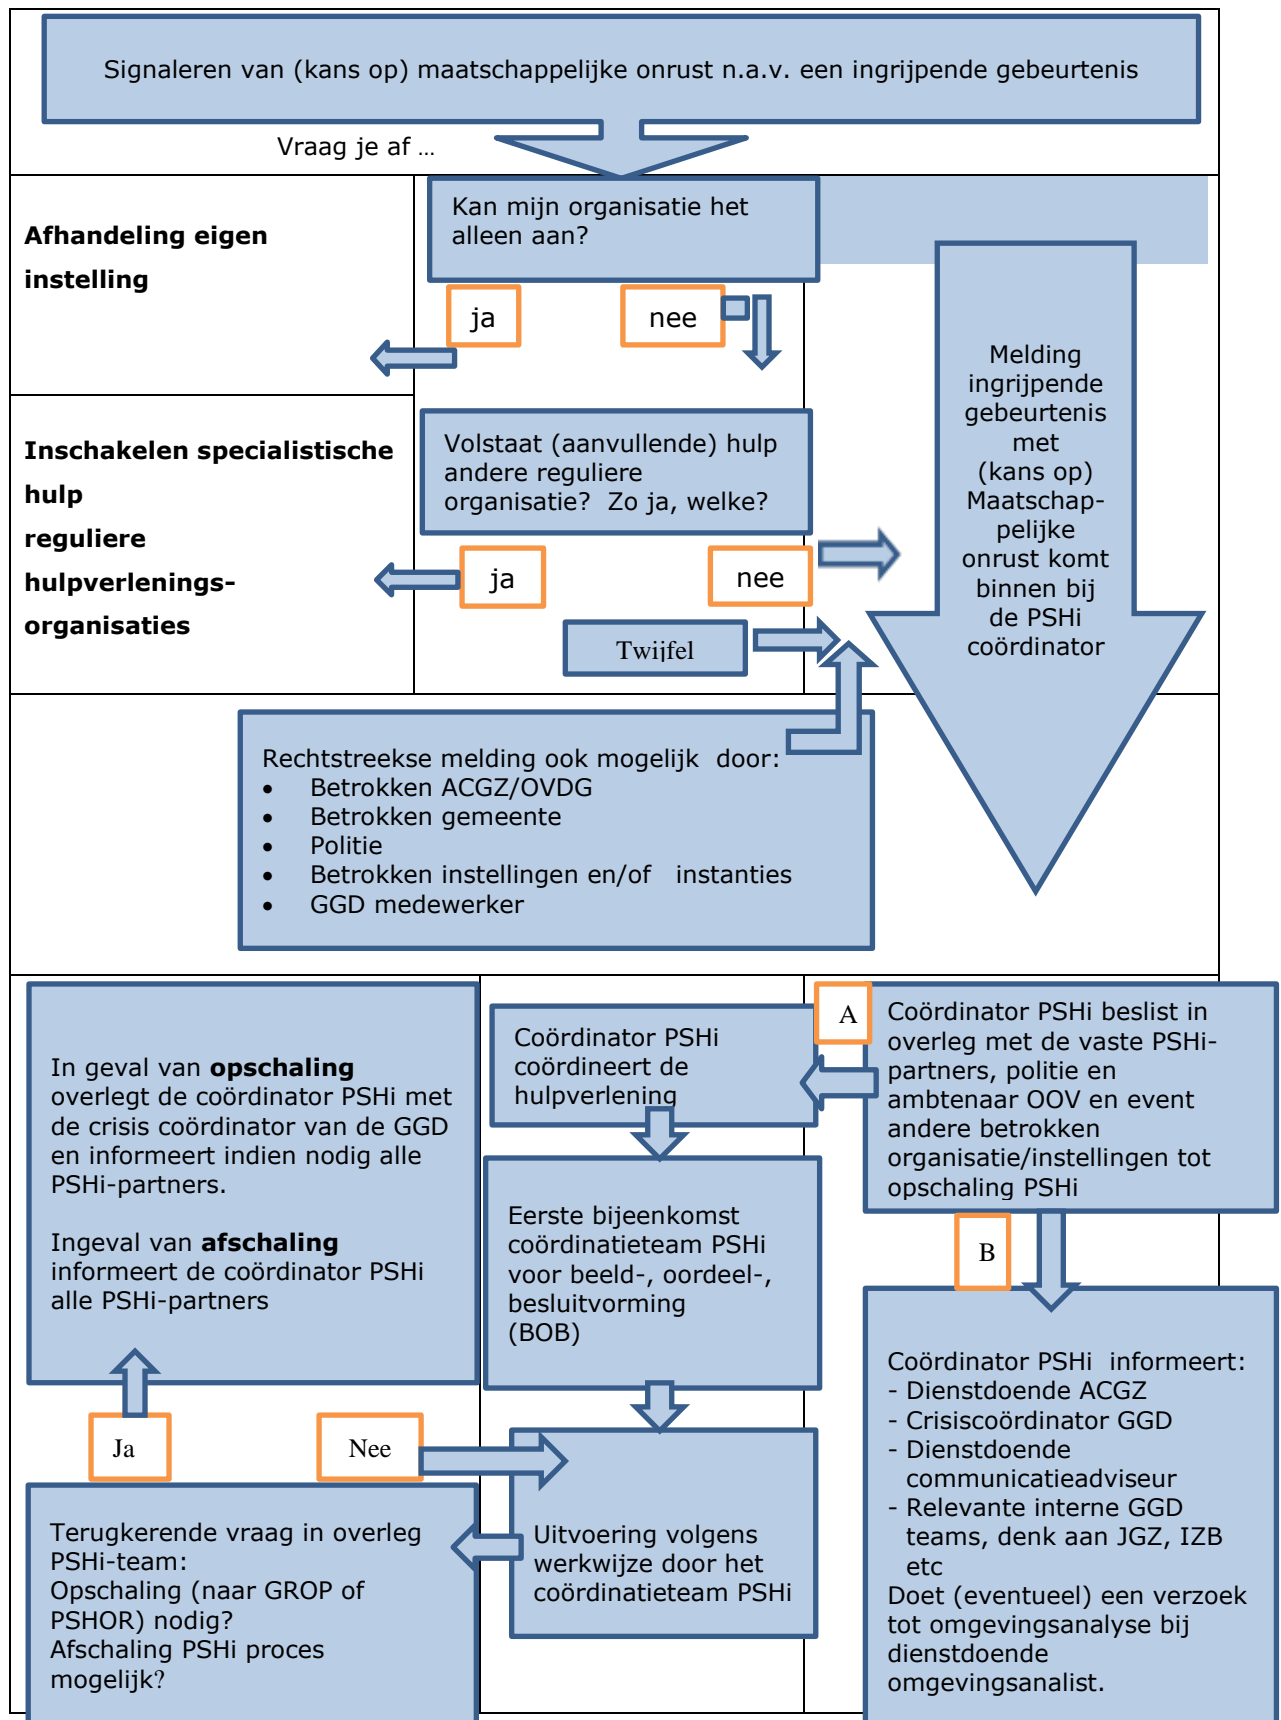 Signaleren van (kans op) maatschappelijke onrust n.a.v. een ingrijpende gebeurtenis
Vraag je af …
Afhandeling eigen
instelling
Kan mijn organisatie het
alleen aan?
ja
nee
Inschakelen specialistische
hulp
reguliere
hulpverlenings-
organisaties
Volstaat (aanvullende) hulp
andere reguliere
organisatie?  Zo ja, welke?
ja
nee
Twijfel
Melding
ingrijpende
gebeurtenis
met
(kans op)
Maatschap-
pelijke
onrust komt
binnen bij
de PSHi
coördinator
Rechtstreekse melding ook mogelijk  door:
• Betrokken ACGZ/OVDG
• Betrokken gemeente
• Politie
• Betrokken instellingen en/of   instanties
• GGD medewerker
A
Coördinator PSHi beslist in
overleg met de vaste PSHi-
partners, politie en
ambtenaar OOV en event
andere betrokken
organisatie/instellingen tot
opschaling PSHi
Coördinator PSHi
coördineert de
hulpverlening
In geval van opschaling
overlegt de coördinator PSHi met
de crisis coördinator van de GGD
en informeert indien nodig alle
PSHi-partners.
Ingeval van afschaling
informeert de coördinator PSHi
alle PSHi-partners
Eerste bijeenkomst
coördinatieteam PSHi
voor beeld-, oordeel-,
besluitvorming
(BOB)
B
Coördinator PSHi  informeert:
- Dienstdoende ACGZ
- Crisiscoördinator GGD
- Dienstdoende
communicatieadviseur
- Relevante interne GGD
teams, denk aan JGZ, IZB
etc
Doet (eventueel) een verzoek
tot omgevingsanalyse bij
dienstdoende
omgevingsanalist.
Ja
Nee
Terugkerende vraag in overleg
PSHi-team:
Opschaling (naar GROP of
PSHOR) nodig?
Afschaling PSHi proces
mogelijk?
Uitvoering volgens
werkwijze door het
coördinatieteam PSHi